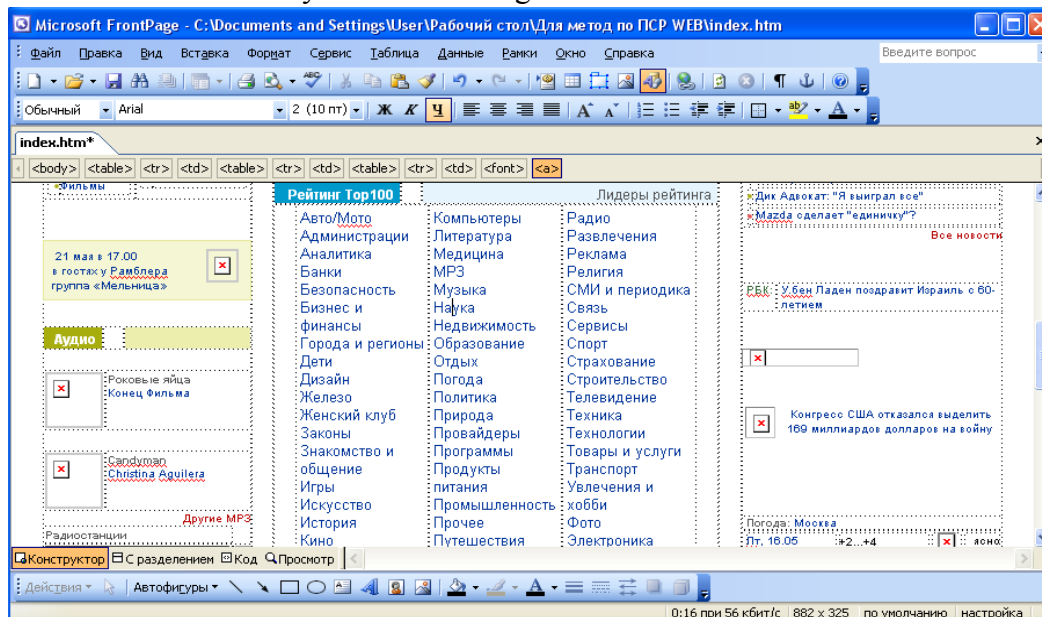 Microsoft FrontPage - C:\Documents and Settings\User\Рабочий стол\Для метод по ПСР WEB\index.htm
Файл Правка Вид Вставка Формат Сервис Таблица Данные Рамки Окно Справка Введите вопрос
Обычный Arial 2 (10 пт) Ж К Ч
index.htm*
<body> <table> <tr> <td> <table> <tr> <td> <table> <tr> <td> <font> <a>
Фильмы
21 мая в 17.00
в гостях у Рамблера
группа «Мельница»
Аудио
Роковые яйца
Конец Фильма
Candyman
Christina Aguilera
Другие MP3
Радиостанции
Рейтинг Top100 Лидеры рейтинга
Авто/Мото
Администрации
Аналитика
Банки
Безопасность
Бизнес и
финансы
Города и регионы
Дети
Дизайн
Железо
Женский клуб
Законы
Знакомство и
общение
Игры
Искусство
История
Кино
Компьютеры
Литература
Медицина
MP3
Музыка
Наука
Недвижимость
Образование
Отдых
Погода
Политика
Природа
Провайдеры
Программы
Продукты
питания
Промышленность
Прочее
Путешествия
Радио
Развлечения
Реклама
Религия
СМИ и периодика
Связь
Сервисы
Спорт
Страхование
Строительство
Телевидение
Техника
Технологии
Товары и услуги
Транспорт
Увлечения и
хобби
Фото
Электроника
Дик Адвокат: "Я выиграл все"
Mazda сделает "единичку"?
Все новости
РБК: У.бен Ладен поздравит Израиль с 60-
летием
Конгресс США отказался выделить
169 миллиардов долларов на войну
Погода: Москва
Пт, 16.05 +2...+4 ясно
Конструктор С разделением Код Просмотр
Действия Автофигуры
0:16 при 56 кбит/с 882 x 325 по умолчанию настройка